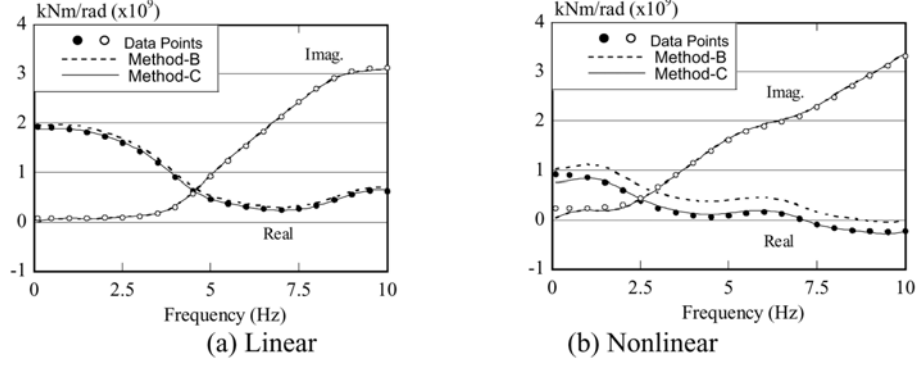 kNm/rad (x10⁹)
4
3
2
1
0
-1
Data Points
Method-B
Method-C
Imag.
Real
0
2.5
5
7.5
10
Frequency (Hz)
(a) Linear
kNm/rad (x10⁹)
4
3
2
1
0
-1
Data Points
Method-B
Method-C
Imag.
Real
0
2.5
5
7.5
10
Frequency (Hz)
(b) Nonlinear